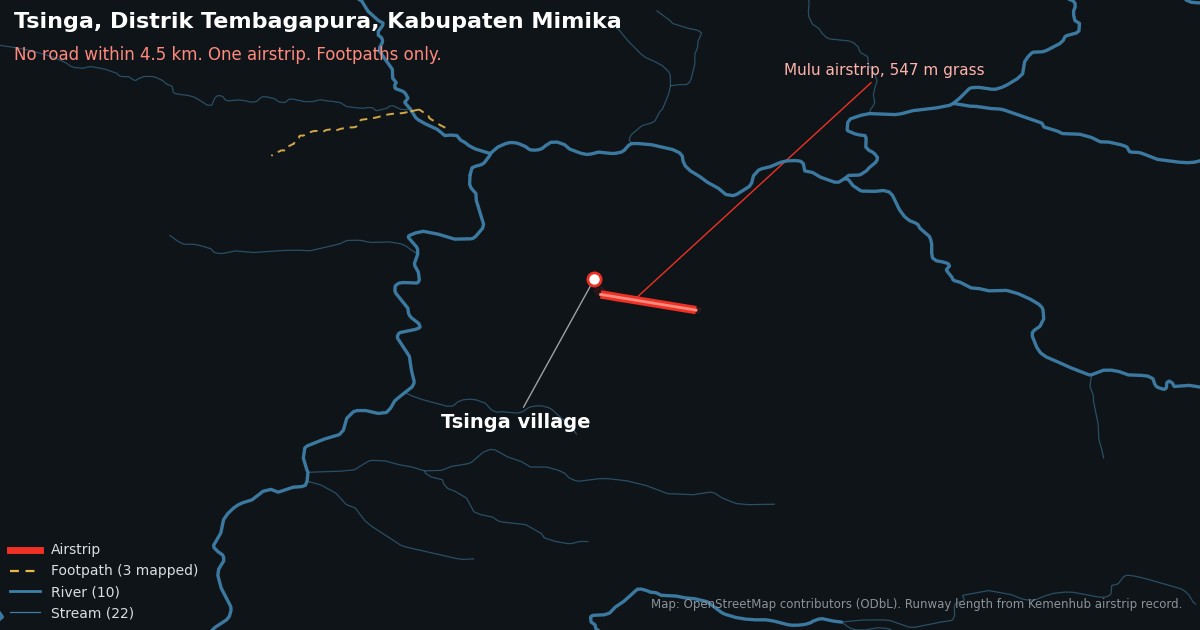 Tsinga, Distrik Tembagapura, Kabupaten Mimika
No road within 4.5 km. One airstrip. Footpaths only.
Mulu airstrip, 547 m grass
Tsinga village
Airstrip
Footpath (3 mapped)
River (10)
Stream (22)
Map: OpenStreetMap contributors (ODbL). Runway length from Kemenhub airstrip record.